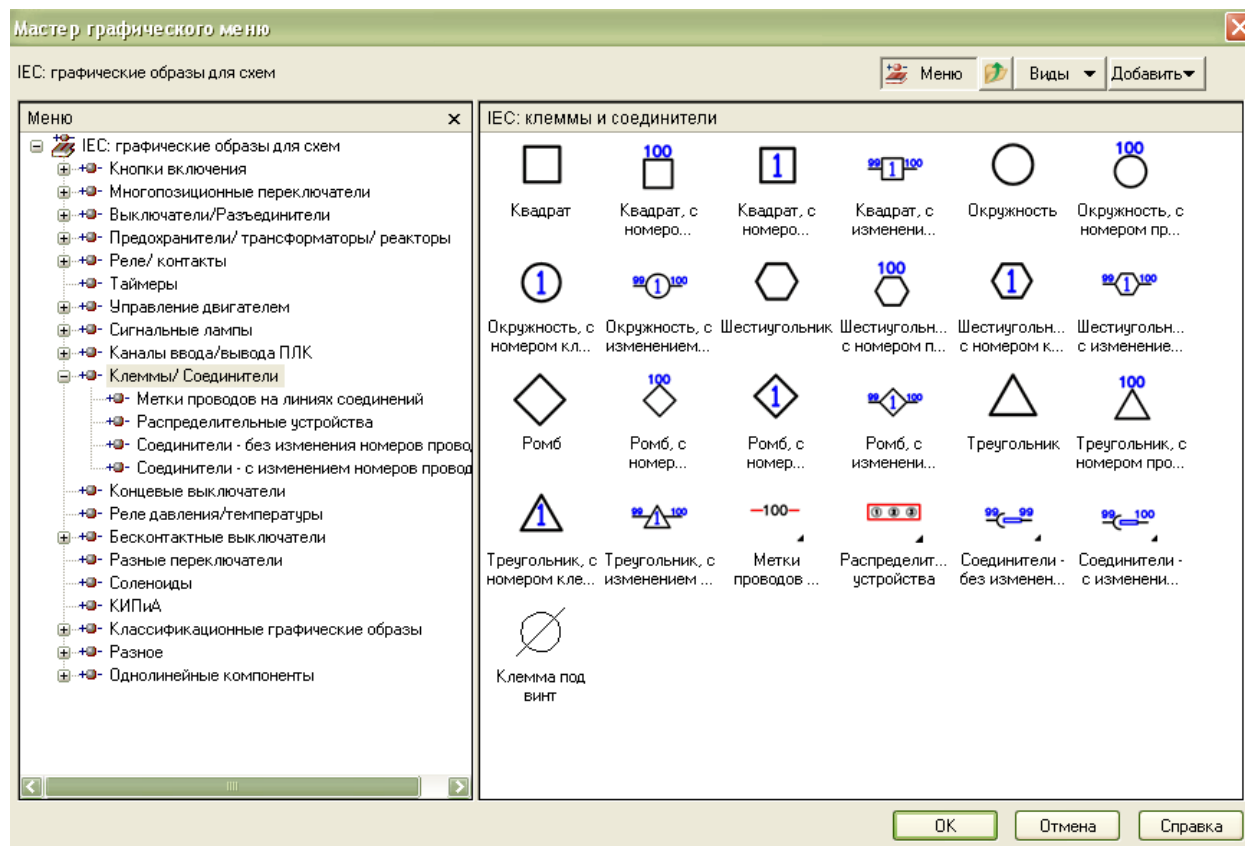 Мастер графического меню
IEC: графические образы для схем
Меню
Виды
Добавить
Меню
IEC: графические образы для схем
Кнопки включения
Многопозиционные переключатели
Выключатели/Разъединители
Предохранители/ трансформаторы/ реакторы
Реле/ контакты
Таймеры
Управление двигателем
Сигнальные лампы
Каналы ввода/вывода ПЛК
Клеммы/ Соединители
Метки проводов на линиях соединений
Распределительные устройства
Соединители - без изменения номеров прово
Соединители - с изменением номеров провод
Концевые выключатели
Реле давления/температуры
Бесконтактные выключатели
Разные переключатели
Соленоиды
КИПиА
Классификационные графические образы
Разное
Однолинейные компоненты
IEC: клеммы и соединители
100 1 99 1 100 100
Квадрат Квадрат, с Квадрат, с Квадрат, с Окружность Окружность, с
номеро... номеро... изменени... номером пр...
1 99 1 100 100 1 99 1 100
Окружность, с Окружность, с Шестиугольник Шестигольн... Шестигольн... Шестигольн...
номером кл... изменением... с номером п... с номером к... с изменение...
100 1 99 1 100 100
Ромб Ромб, с Ромб, с Ромб, с Треугольник Треугольник, с
номер... номер... изменени... номером про...
1 99 1 100 100 1 2 3 99 99 99 100
Треугольник, с Треугольник, с Метки Распределит... Соединители - Соединители -
номером кле... изменением ... проводов ... устройства без изменен... с изменени...
Клемма под
винт
OK Отмена Справка